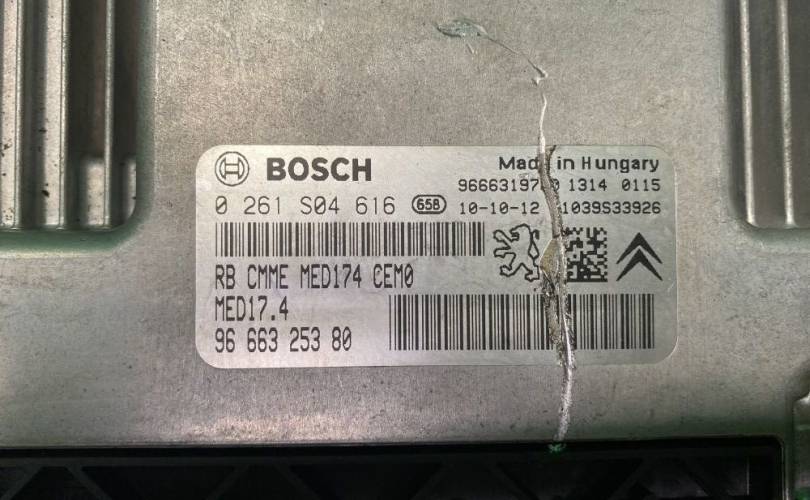 BOSCH
Made in Hungary
1314 0115
0 261 S04 616 658 10-10-12 1039S33926
RB CMME MED174 CEM0
MED17.4
96 663 253 80